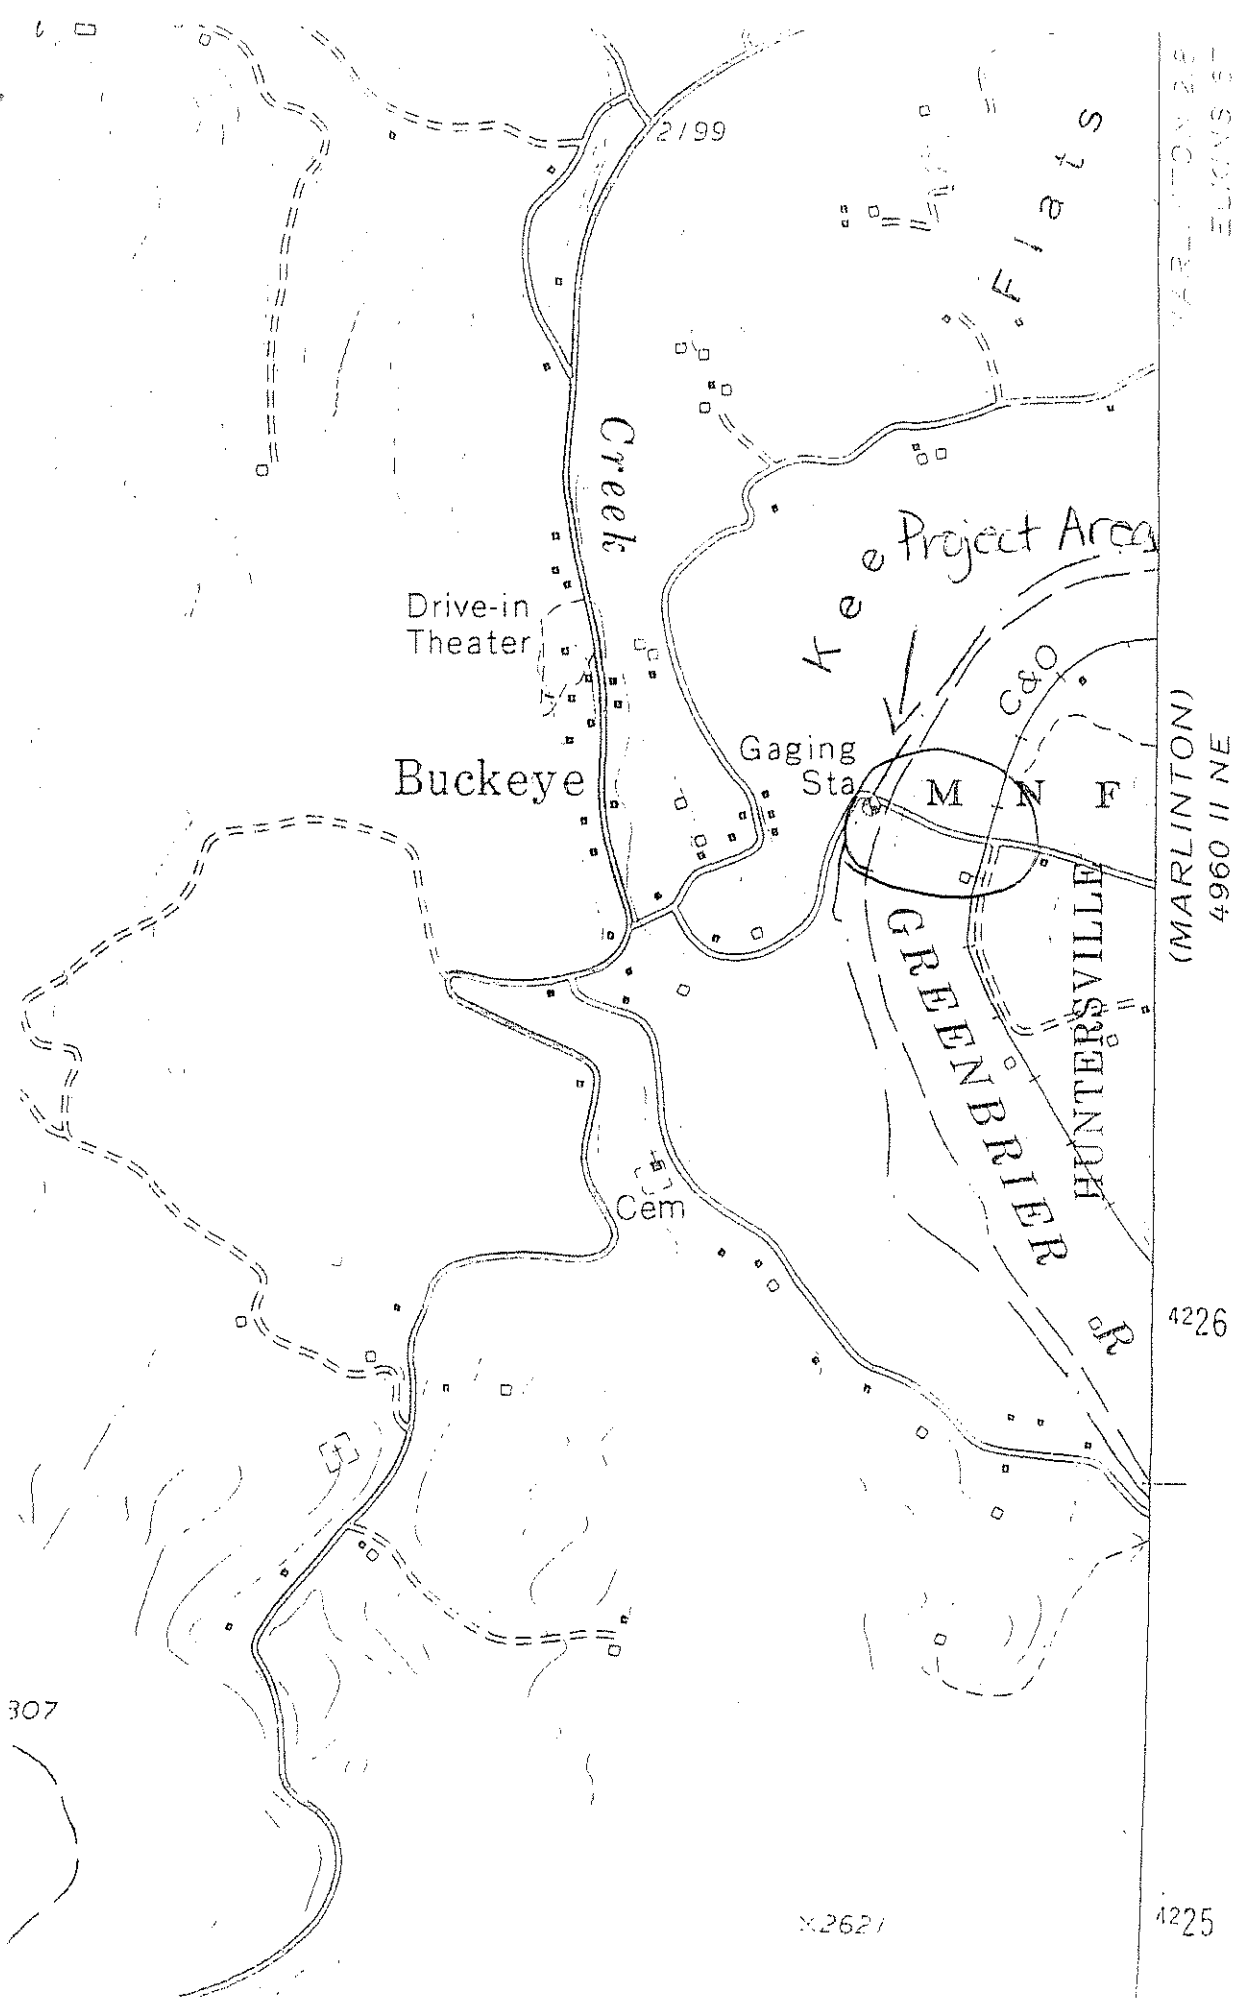 2199
Flats
Creek
Project Area
Kee
Drive-in
Theater
C&O
Gaging
Sta
Buckeye
M N F
(MARLINTON)
4960 II NE
HUNTERSVILLE
GREENBRIER R
Cem
4226
307
×2621
4225